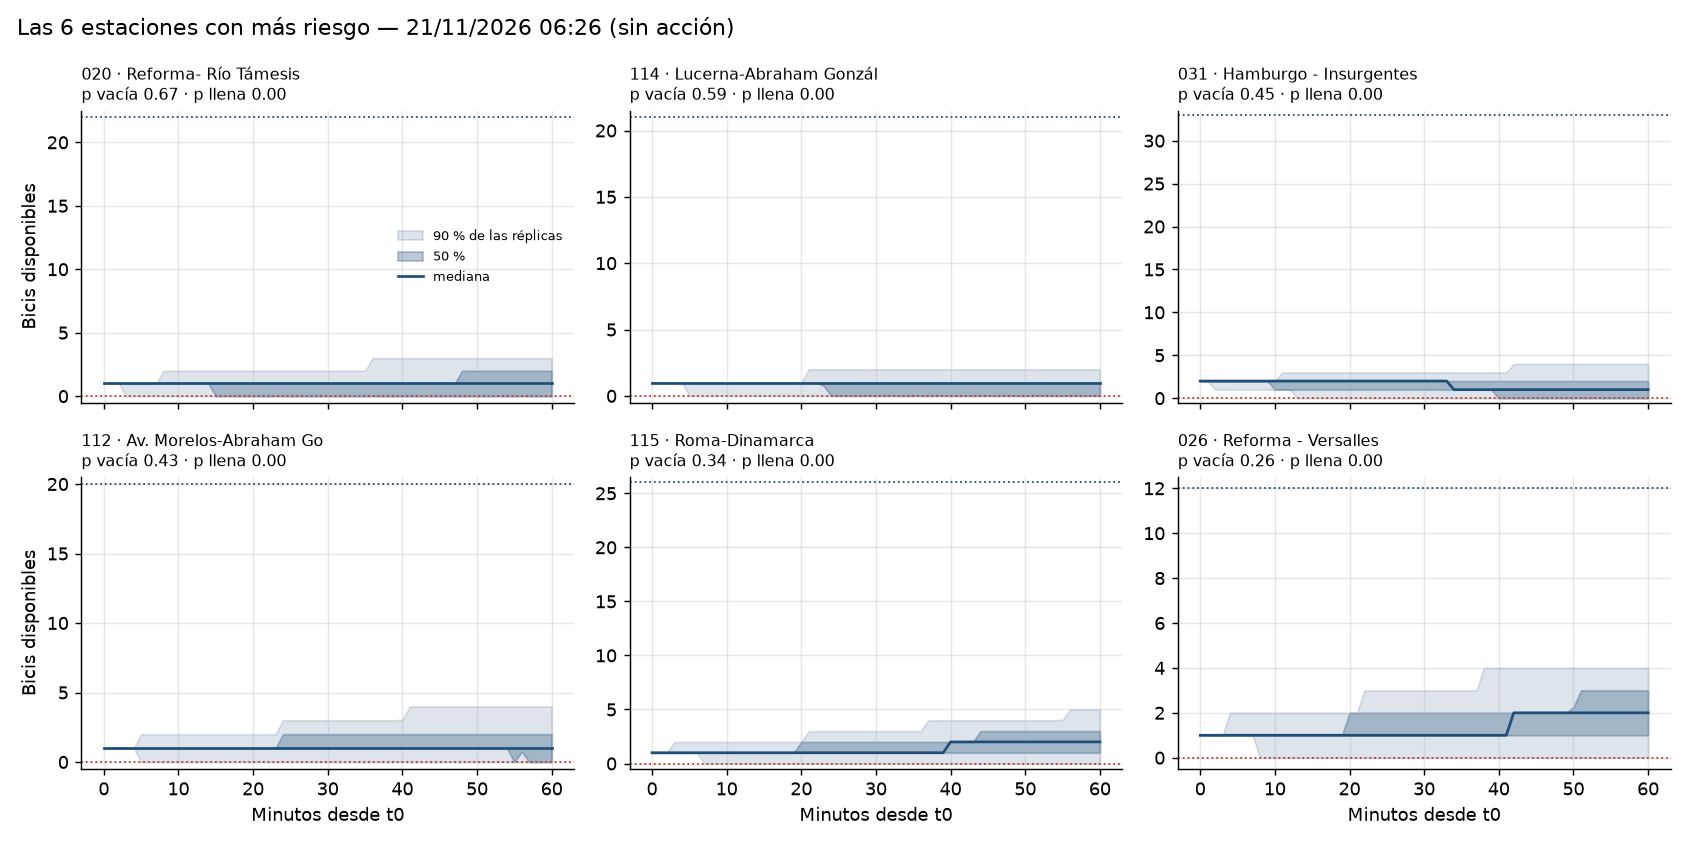 Las 6 estaciones con más riesgo — 21/11/2026 06:26 (sin acción)
020 · Reforma- Río Támesis
p vacía 0.67 · p llena 0.00
114 · Lucerna-Abraham Gonzál
p vacía 0.59 · p llena 0.00
031 · Hamburgo - Insurgentes
p vacía 0.45 · p llena 0.00
Bicis disponibles
20
15
10
5
0
90 % de las réplicas
50 %
mediana
20
15
10
5
0
30
25
20
15
10
5
0
112 · Av. Morelos-Abraham Go
p vacía 0.43 · p llena 0.00
115 · Roma-Dinamarca
p vacía 0.34 · p llena 0.00
026 · Reforma - Versalles
p vacía 0.26 · p llena 0.00
Bicis disponibles
20
15
10
5
0
0 10 20 30 40 50 60
Minutos desde t0
25
20
15
10
5
0
0 10 20 30 40 50 60
Minutos desde t0
12
10
8
6
4
2
0
0 10 20 30 40 50 60
Minutos desde t0